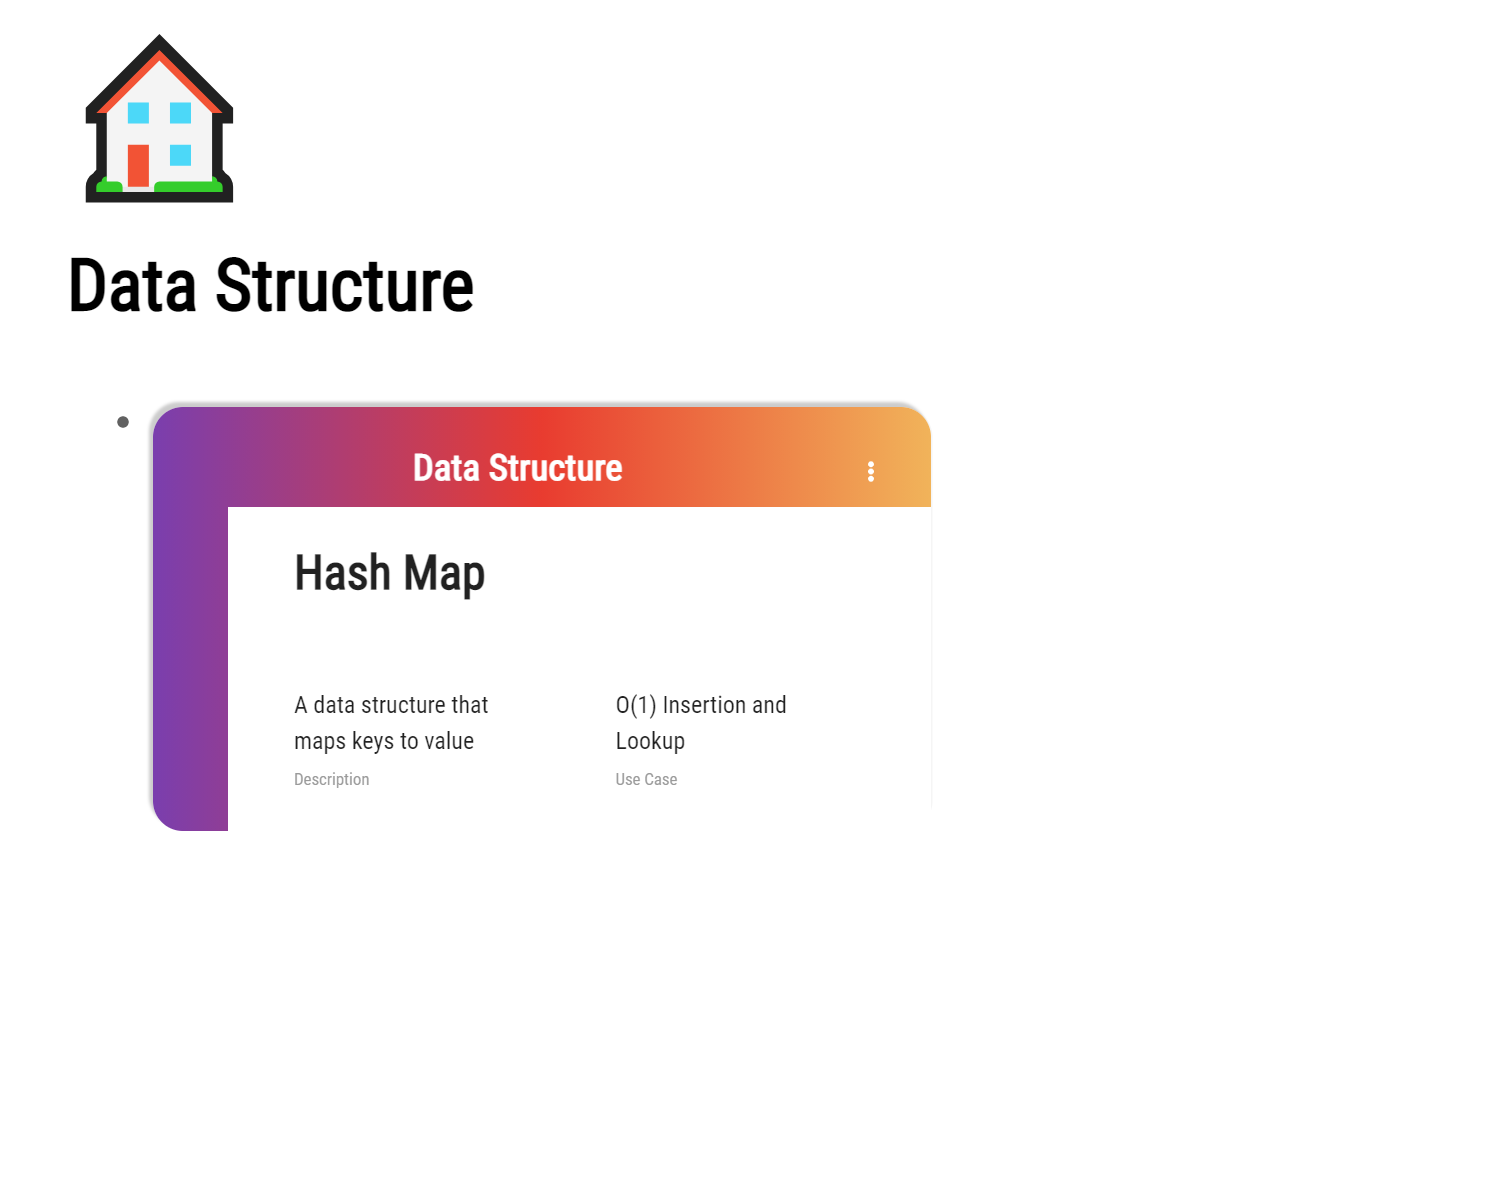 Data Structure
Data Structure
Hash Map
A data structure that
maps keys to value
Description
O(1) Insertion and
Lookup
Use Case